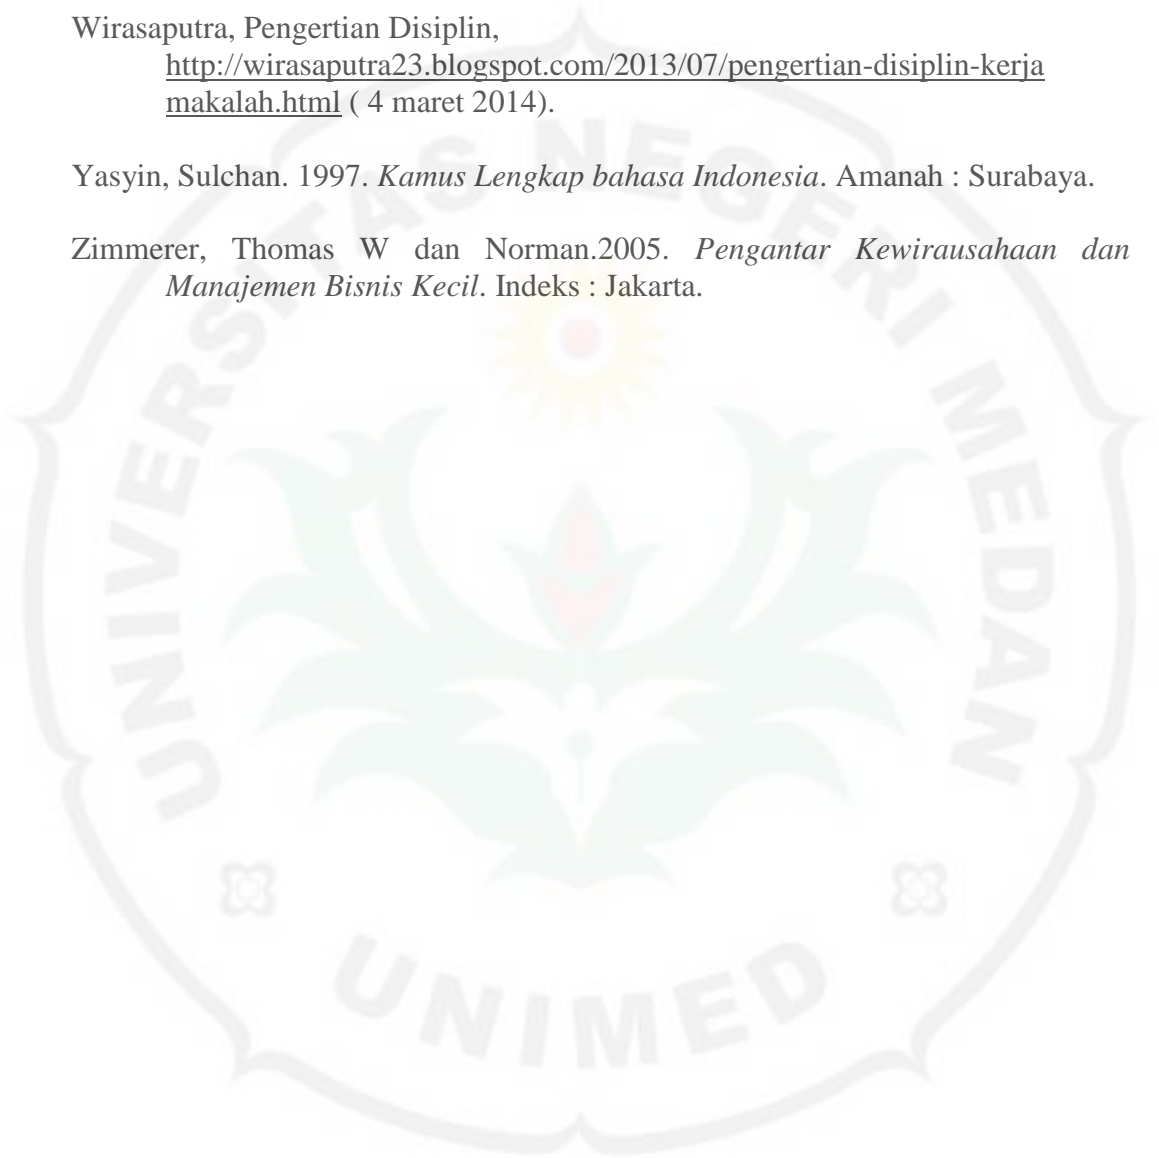 Wirasaputra, Pengertian Disiplin,
http://wirasaputra23.blogspot.com/2013/07/pengertian-disiplin-kerja
makalah.html ( 4 maret 2014).
Yasyin, Sulchan. 1997. Kamus Lengkap bahasa Indonesia. Amanah : Surabaya.
Zimmerer, Thomas W dan Norman.2005. Pengantar Kewirausahaan dan
Manajemen Bisnis Kecil. Indeks : Jakarta.
UNIVERSITAS NEGERI MEDAN
UNIMED